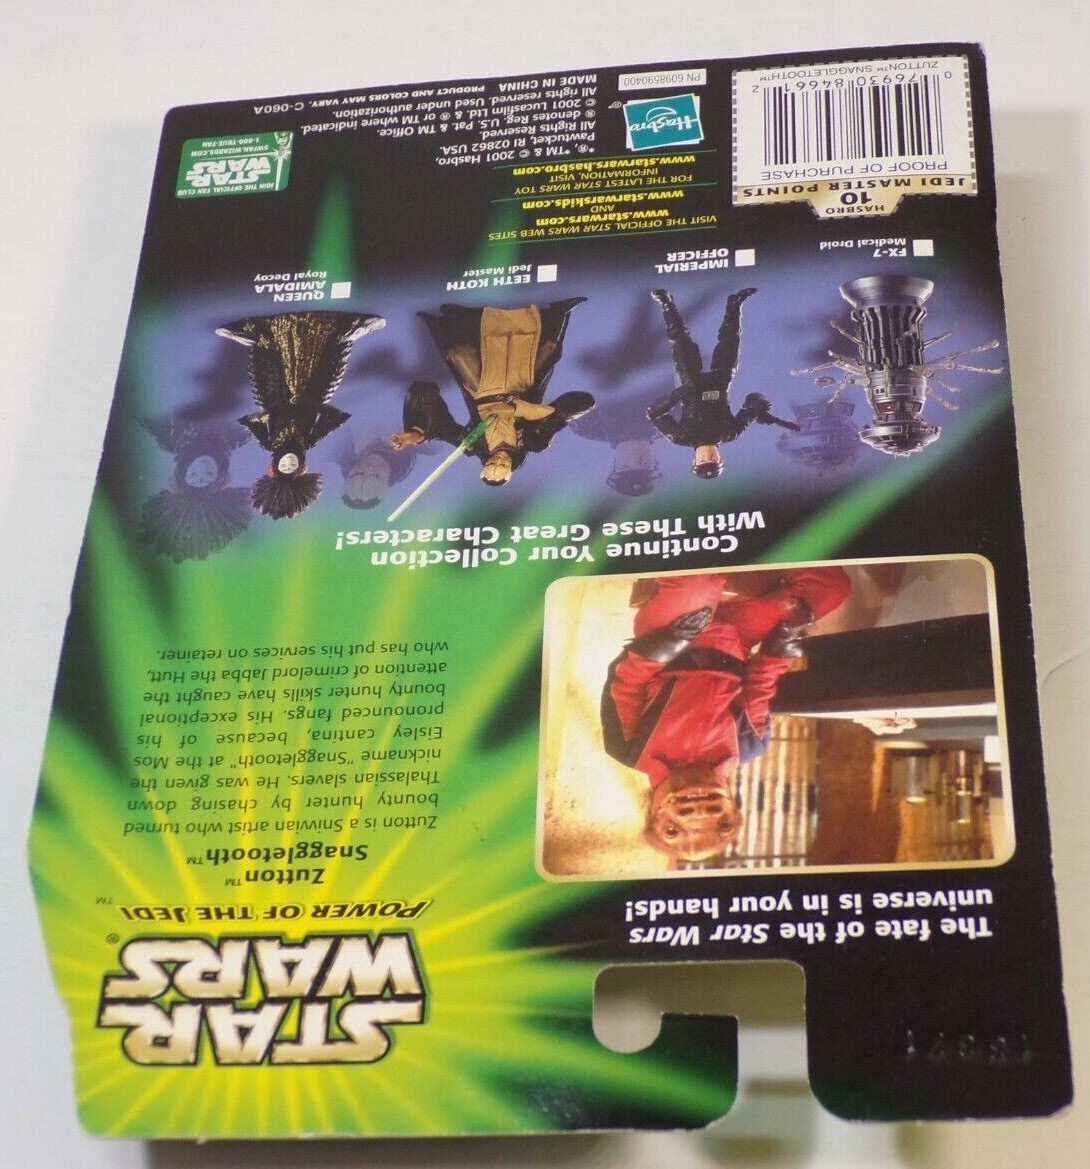 STAR
WARS®
POWER OF THE JEDI™
Zutton™
Snaggletooth™
Zutton is a Snivvian artist who turned
bounty hunter by chasing down
Thalassian slavers. He was given the
nickname "Snaggletooth" at the Mos
Eisley cantina, because of his
pronounced fangs. His exceptional
bounty hunter skills have caught the
attention of crimelord Jabba the Hutt,
who has put his services on retainer.
The fate of the Star Wars
universe is in your hands!
Continue Your Collection
With These Great Characters!
FX-7
Medical Droid
IMPERIAL
OFFICER
EETH KOTH
Jedi Master
QUEEN
AMIDALA
Royal Decoy
HASBRO
10
JEDI MASTER POINTS
PROOF OF PURCHASE
0 76930 84661 2
ZUTTON™ SNAGGLETOOTH™
VISIT THE OFFICIAL STAR WARS WEB SITES
www.starwars.com
AND
www.starwarskids.com
FOR THE LATEST STAR WARS TOY
INFORMATION, VISIT
www.starwars.hasbro.com
Hasbro
PN 6098590400
*, ®, *TM & © 2001 Hasbro,
Pawtucket, RI 02862 USA.
All Rights Reserved.
® denotes Reg. U.S. Pat. & TM Office.
© 2001 Lucasfilm Ltd. & ® or TM where indicated.
All rights reserved. Used under authorization.
MADE IN CHINA PRODUCT AND COLORS MAY VARY. C-060A
JOIN THE OFFICIAL FAN CLUB
STAR
WARS
SWFAN.WIZARDS.COM
1-800-TRUE-FAN